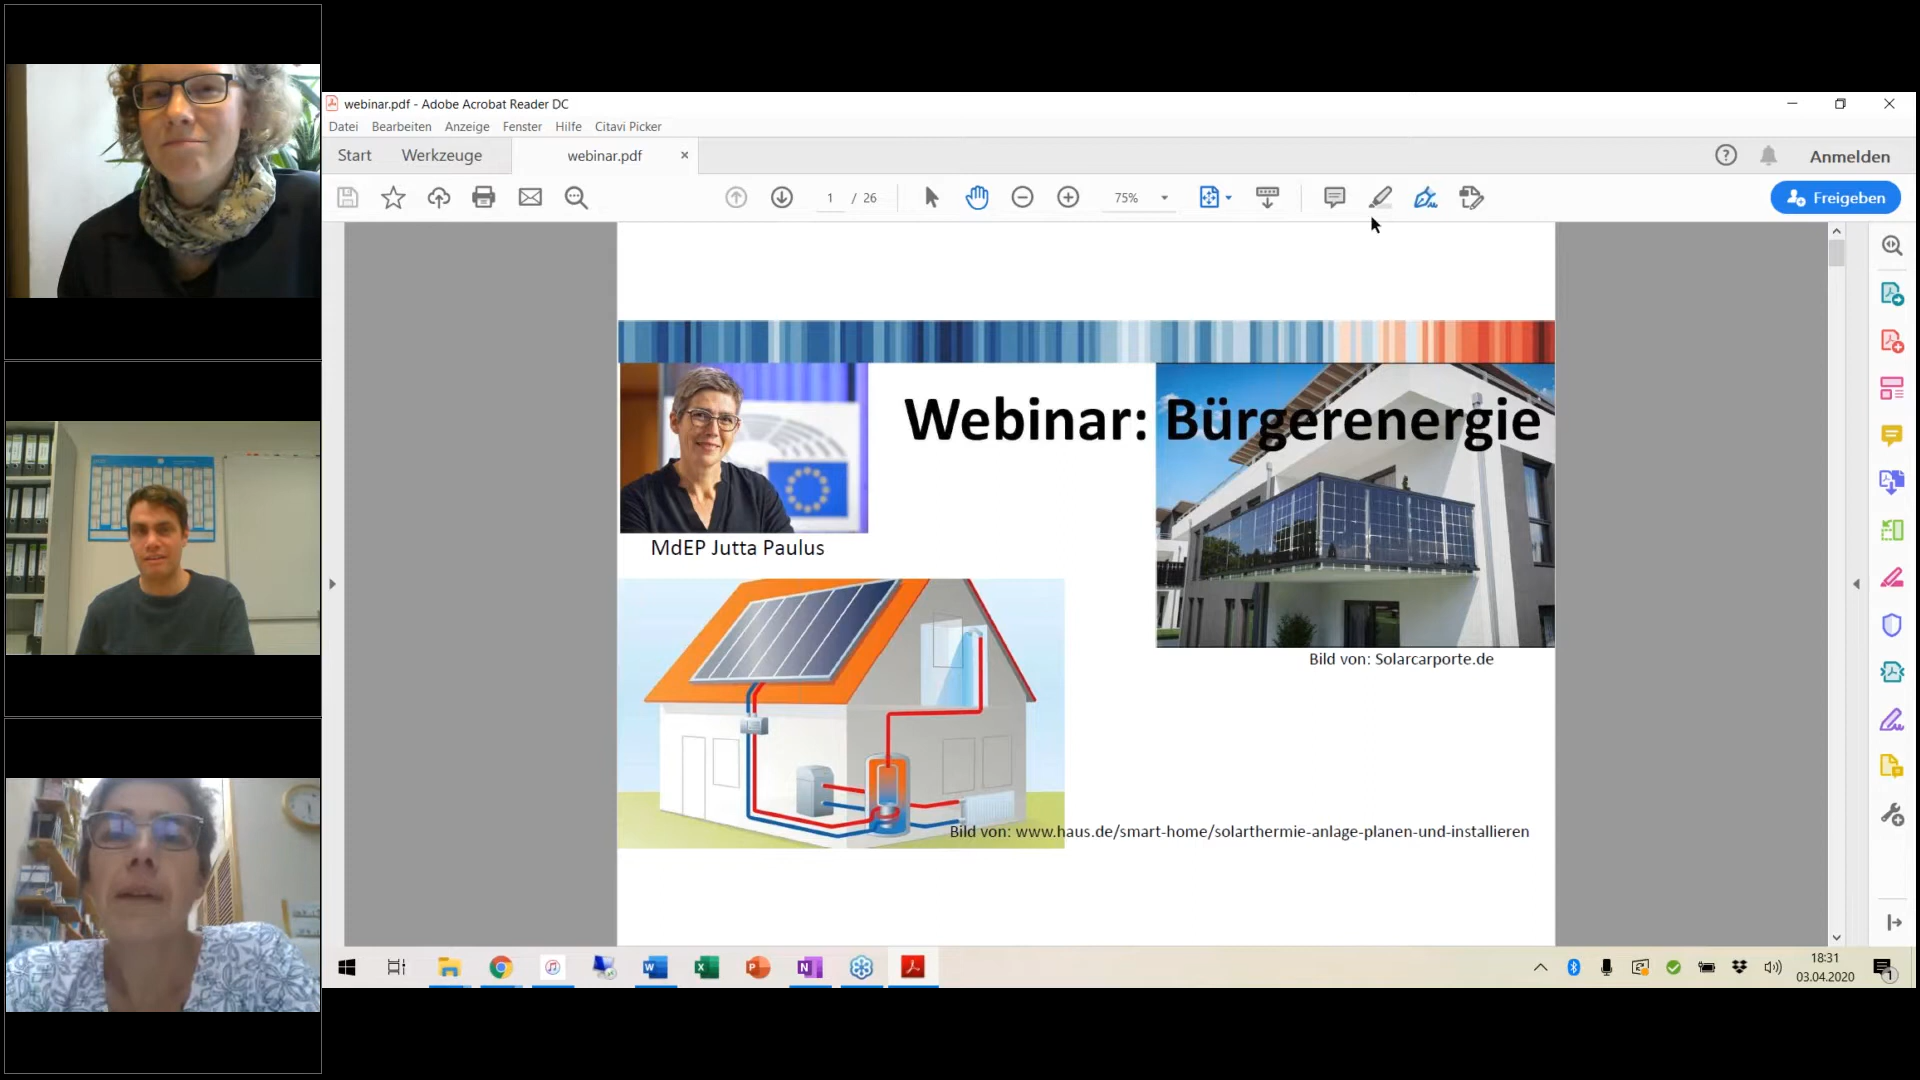 webinar.pdf - Adobe Acrobat Reader DC
Datei Bearbeiten Anzeige Fenster Hilfe Citavi Picker
Start Werkzeuge webinar.pdf × Anmelden
1 / 26 75% Freigeben
Webinar: Bürgerenergie
MdEP Jutta Paulus
Bild von: Solarcarporte.de
Bild von: www.haus.de/smart-home/solarthermie-anlage-planen-und-installieren
18:31
03.04.2020
1